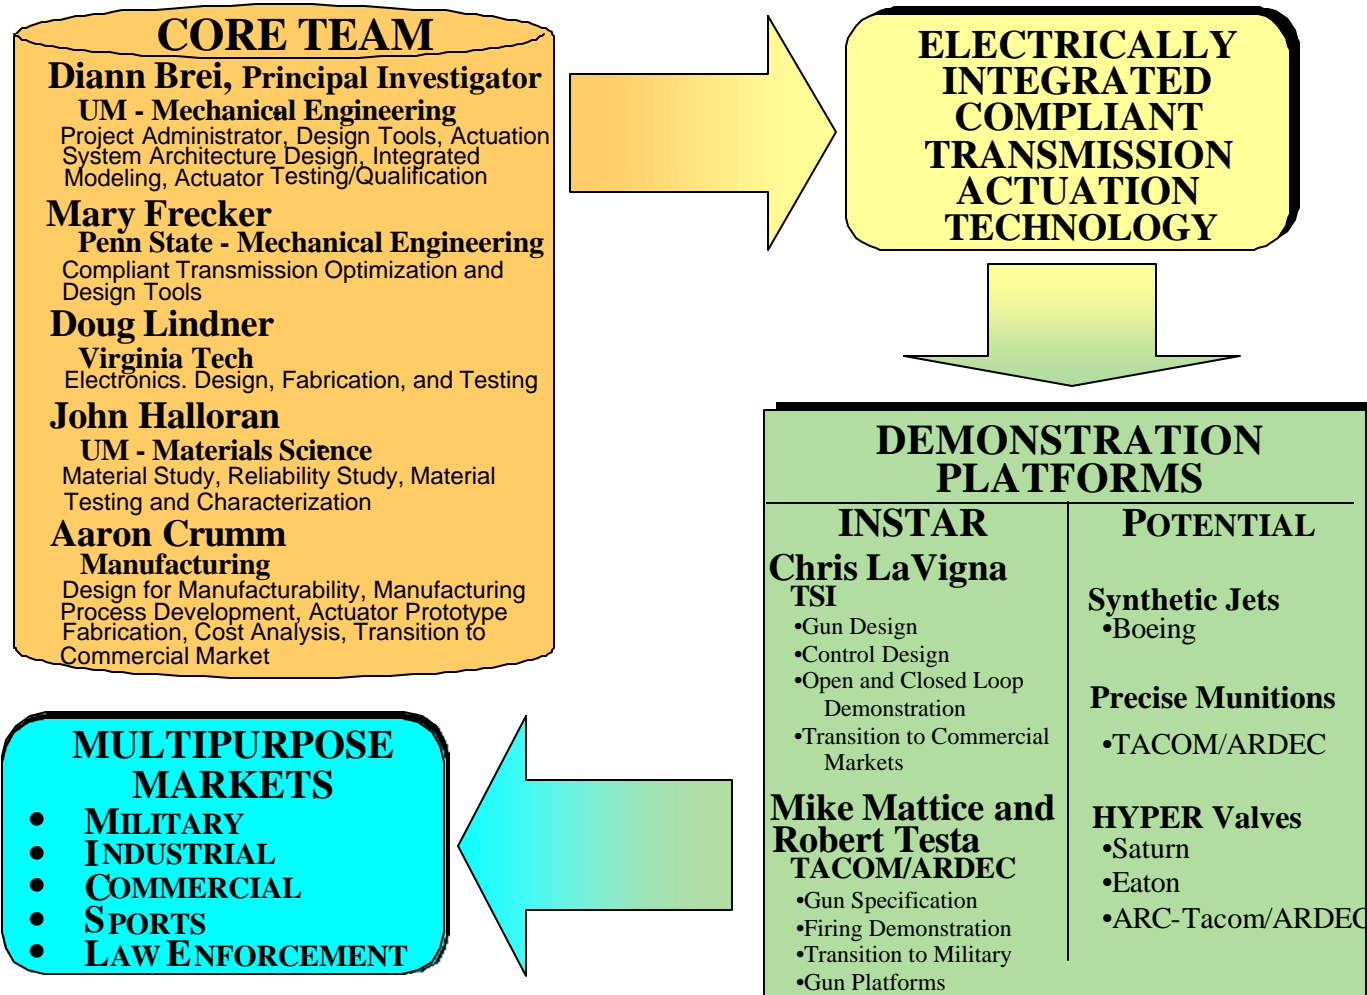 CORE TEAM
Diann Brei, Principal Investigator
UM - Mechanical Engineering
Project Administrator, Design Tools, Actuation
System Architecture Design, Integrated
Modeling, Actuator Testing/Qualification
Mary Frecker
Penn State - Mechanical Engineering
Compliant Transmission Optimization and
Design Tools
Doug Lindner
Virginia Tech
Electronics. Design, Fabrication, and Testing
John Halloran
UM - Materials Science
Material Study, Reliability Study, Material
Testing and Characterization
Aaron Crumm
Manufacturing
Design for Manufacturability, Manufacturing
Process Development, Actuator Prototype
Fabrication, Cost Analysis, Transition to
Commercial Market
ELECTRICALLY
INTEGRATED
COMPLIANT
TRANSMISSION
ACTUATION
TECHNOLOGY
DEMONSTRATION
PLATFORMS
INSTAR
Chris LaVigna
TSI
•Gun Design
•Control Design
•Open and Closed Loop
Demonstration
•Transition to Commercial
Markets
Mike Mattice and
Robert Testa
TACOM/ARDEC
•Gun Specification
•Firing Demonstration
•Transition to Military
•Gun Platforms
POTENTIAL
Synthetic Jets
•Boeing
Precise Munitions
•TACOM/ARDEC
HYPER Valves
•Saturn
•Eaton
•ARC-Tacom/ARDEC
MULTIPURPOSE
MARKETS
• MILITARY
• INDUSTRIAL
• COMMERCIAL
• SPORTS
• LAW ENFORCEMENT